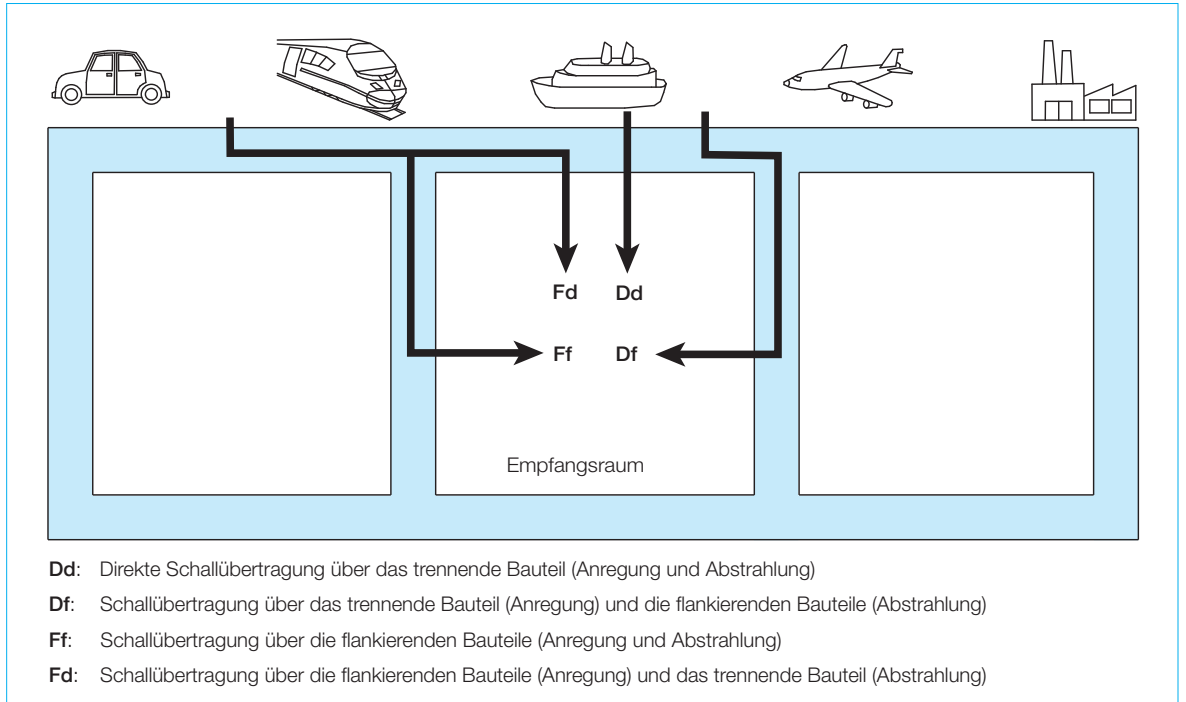 Fd Dd
Ff Df
Empfangsraum
Dd: Direkte Schallübertragung über das trennende Bauteil (Anregung und Abstrahlung)
Df: Schallübertragung über das trennende Bauteil (Anregung) und die flankierenden Bauteile (Abstrahlung)
Ff: Schallübertragung über die flankierenden Bauteile (Anregung und Abstrahlung)
Fd: Schallübertragung über die flankierenden Bauteile (Anregung) und das trennende Bauteil (Abstrahlung)